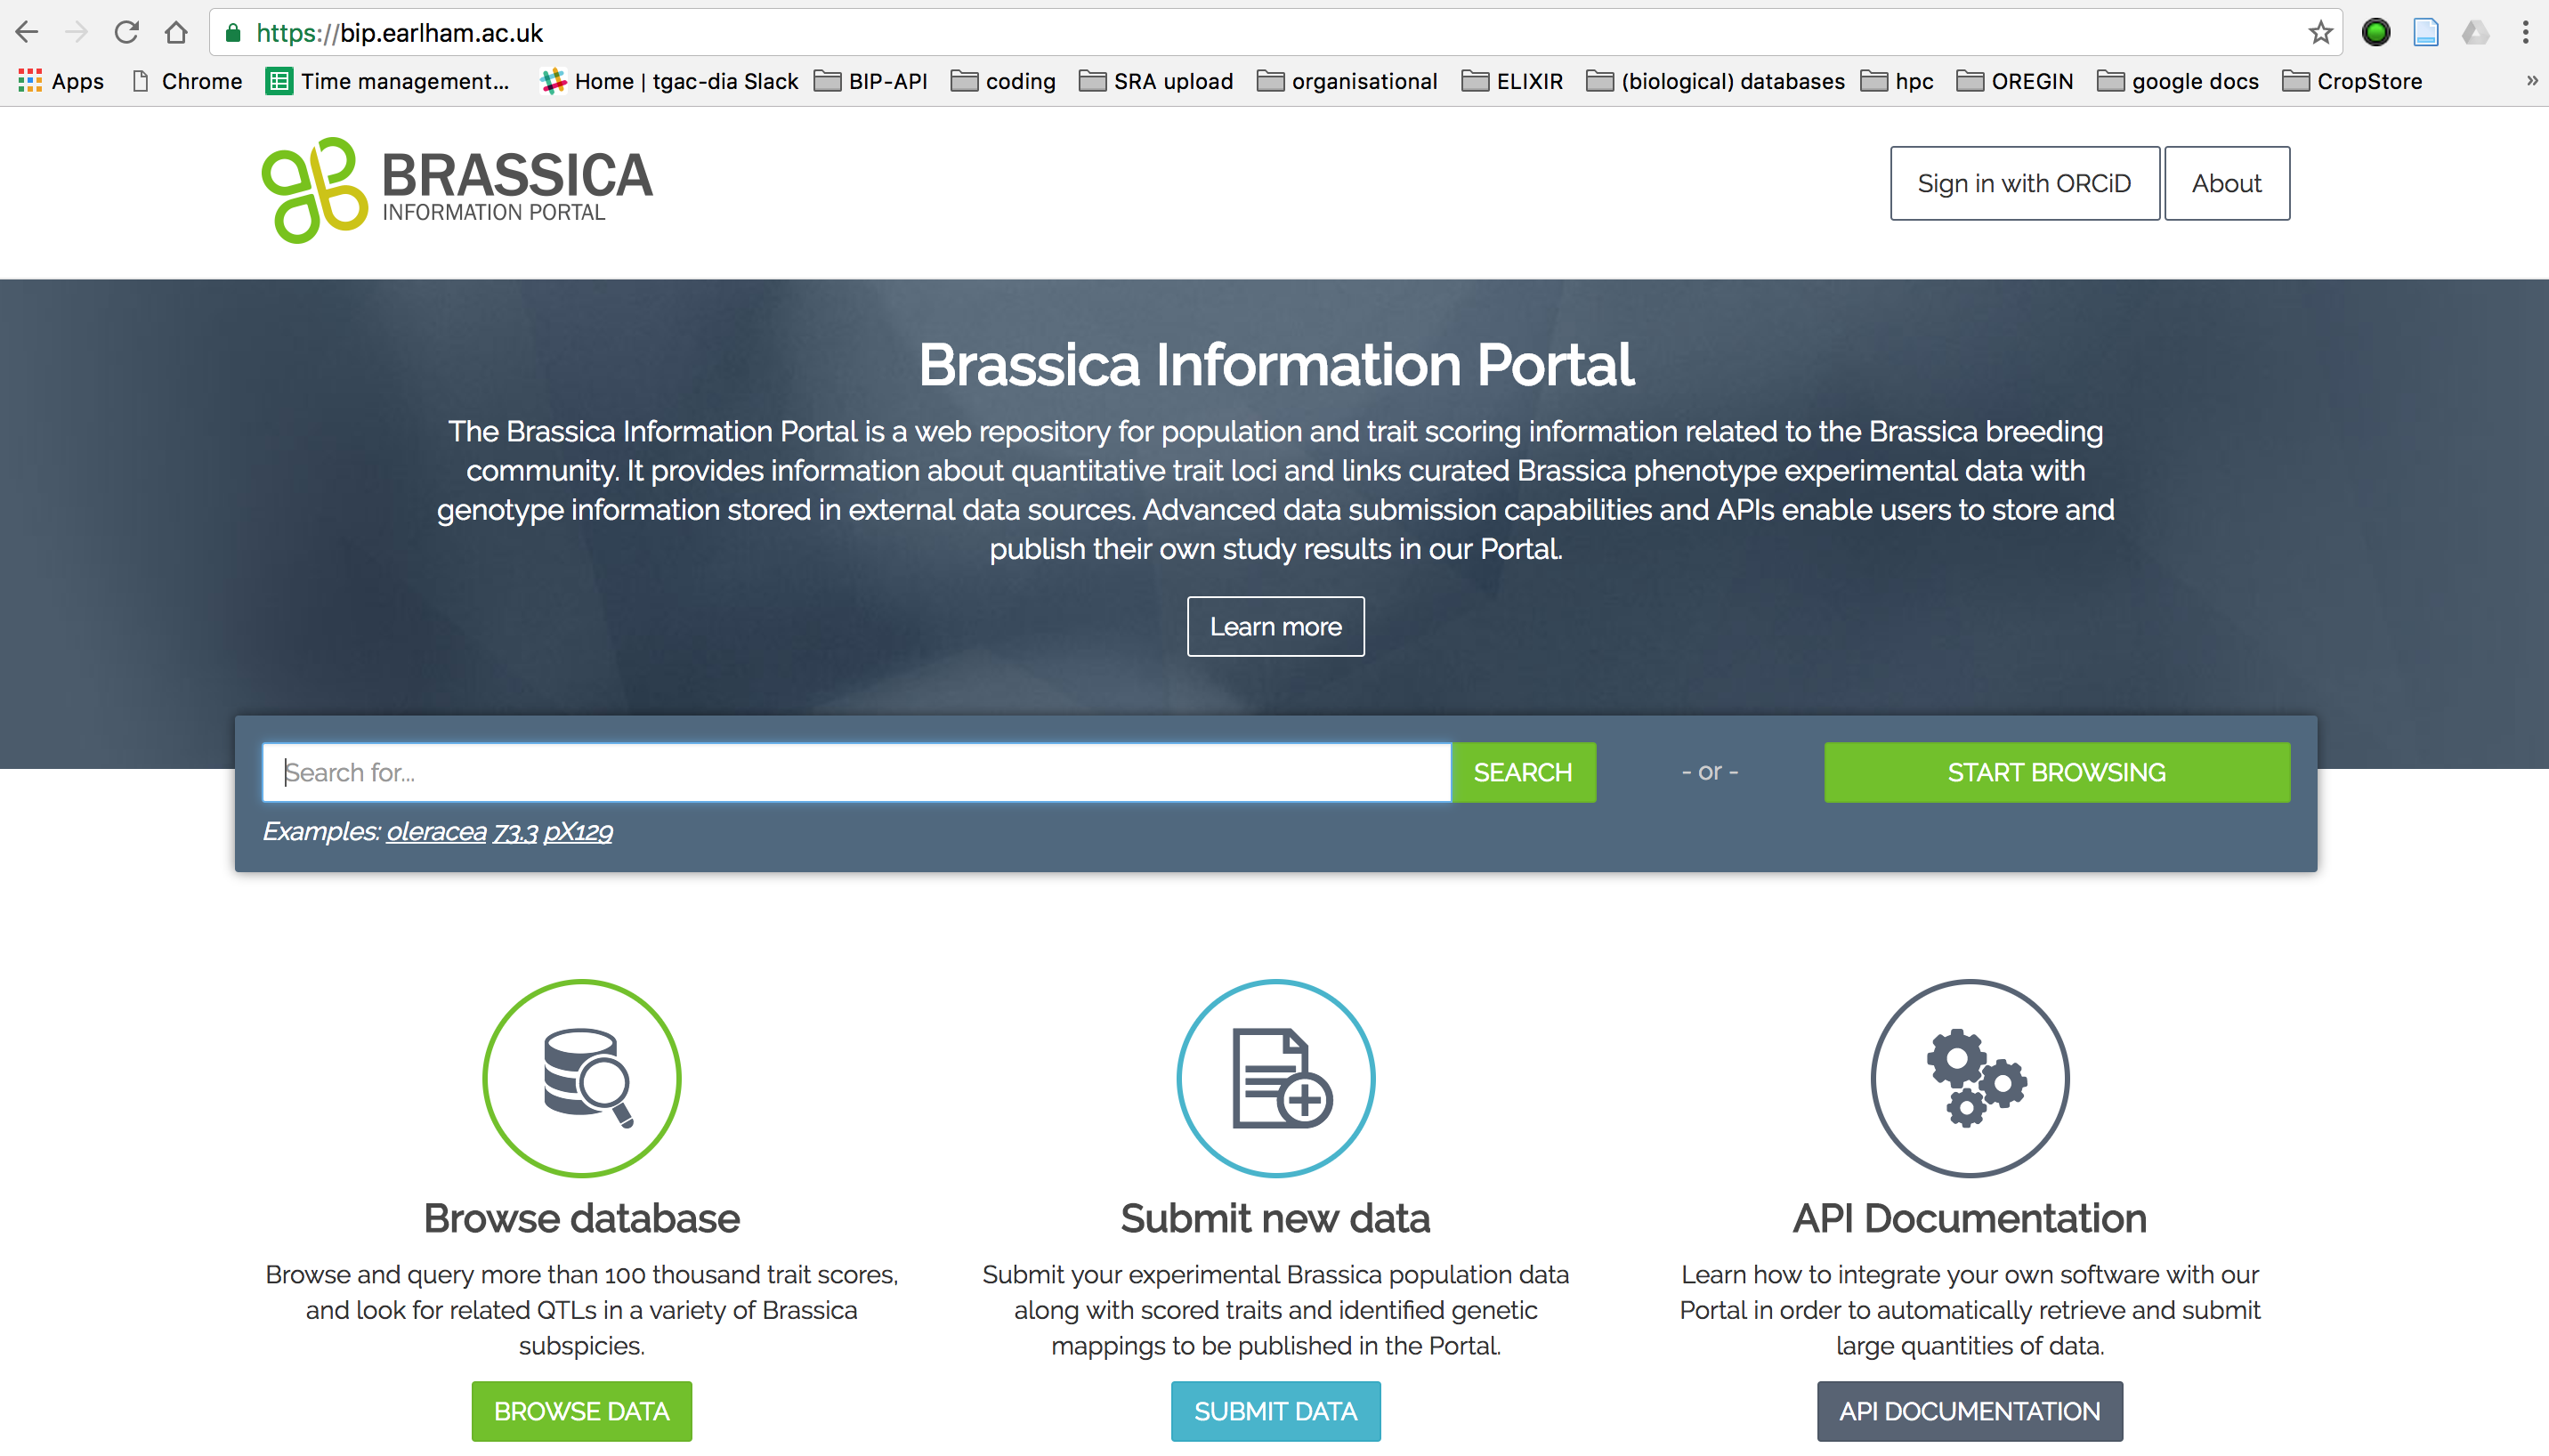 https://bip.earlham.ac.uk
Apps Chrome Time management... Home | tgac-dia Slack BIP-API coding SRA upload organisational ELIXIR (biological) databases hpc OREGIN google docs CropStore »
BRASSICA
INFORMATION PORTAL
Sign in with ORCiD About
Brassica Information Portal
The Brassica Information Portal is a web repository for population and trait scoring information related to the Brassica breeding
community. It provides information about quantitative trait loci and links curated Brassica phenotype experimental data with
genotype information stored in external data sources. Advanced data submission capabilities and APIs enable users to store and
publish their own study results in our Portal.
Learn more
Search for... SEARCH - or - START BROWSING
Examples: oleracea 73.3 pX129
Browse database
Browse and query more than 100 thousand trait scores,
and look for related QTLs in a variety of Brassica
subspicies.
BROWSE DATA
Submit new data
Submit your experimental Brassica population data
along with scored traits and identified genetic
mappings to be published in the Portal.
SUBMIT DATA
API Documentation
Learn how to integrate your own software with our
Portal in order to automatically retrieve and submit
large quantities of data.
API DOCUMENTATION